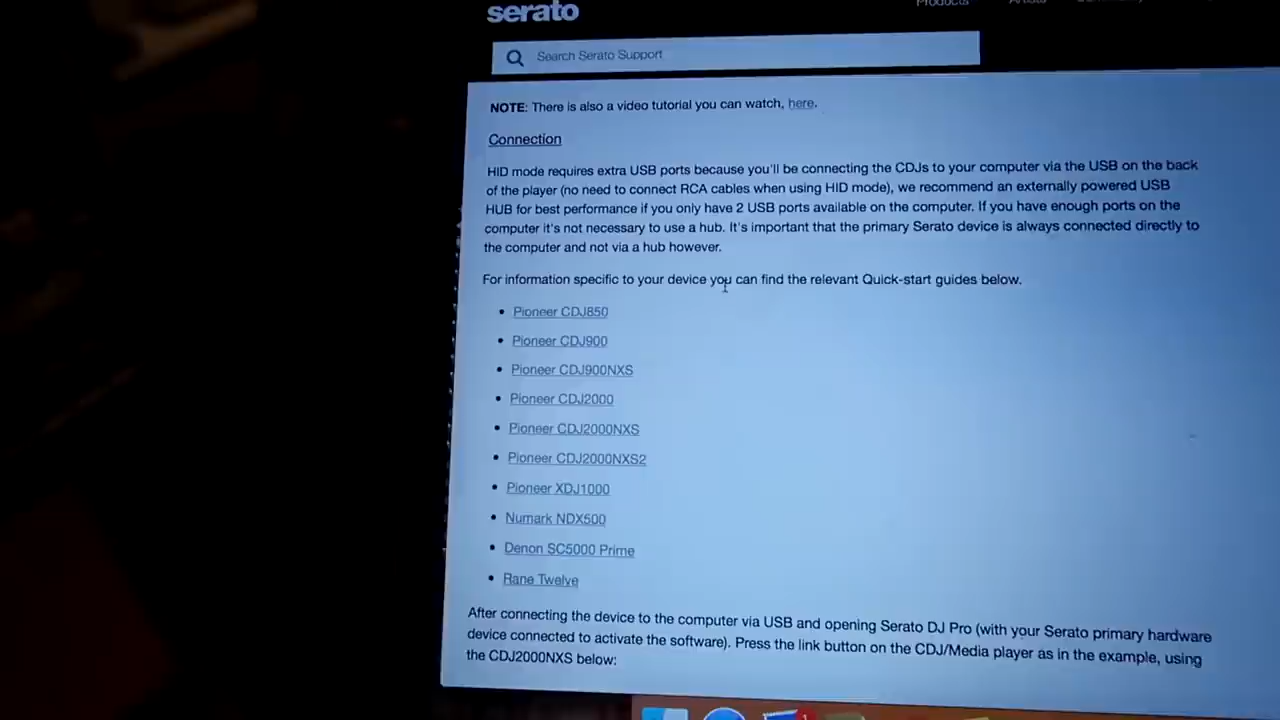 serato
Products
Search Serato Support
NOTE: There is also a video tutorial you can watch, here.
Connection
HID mode requires extra USB ports because you'll be connecting the CDJs to your computer via the USB on the back
of the player (no need to connect RCA cables when using HID mode), we recommend an externally powered USB
HUB for best performance if you only have 2 USB ports available on the computer. If you have enough ports on the
computer it's not necessary to use a hub. It's important that the primary Serato device is always connected directly to
the computer and not via a hub however.
For information specific to your device you can find the relevant Quick-start guides below.
Pioneer CDJ850
Pioneer CDJ900
Pioneer CDJ900NXS
Pioneer CDJ2000
Pioneer CDJ2000NXS
Pioneer CDJ2000NXS2
Pioneer XDJ1000
Numark NDX500
Denon SC5000 Prime
Rane Twelve
After connecting the device to the computer via USB and opening Serato DJ Pro (with your Serato primary hardware
device connected to activate the software). Press the link button on the CDJ/Media player as in the example, using
the CDJ2000NXS below:
1